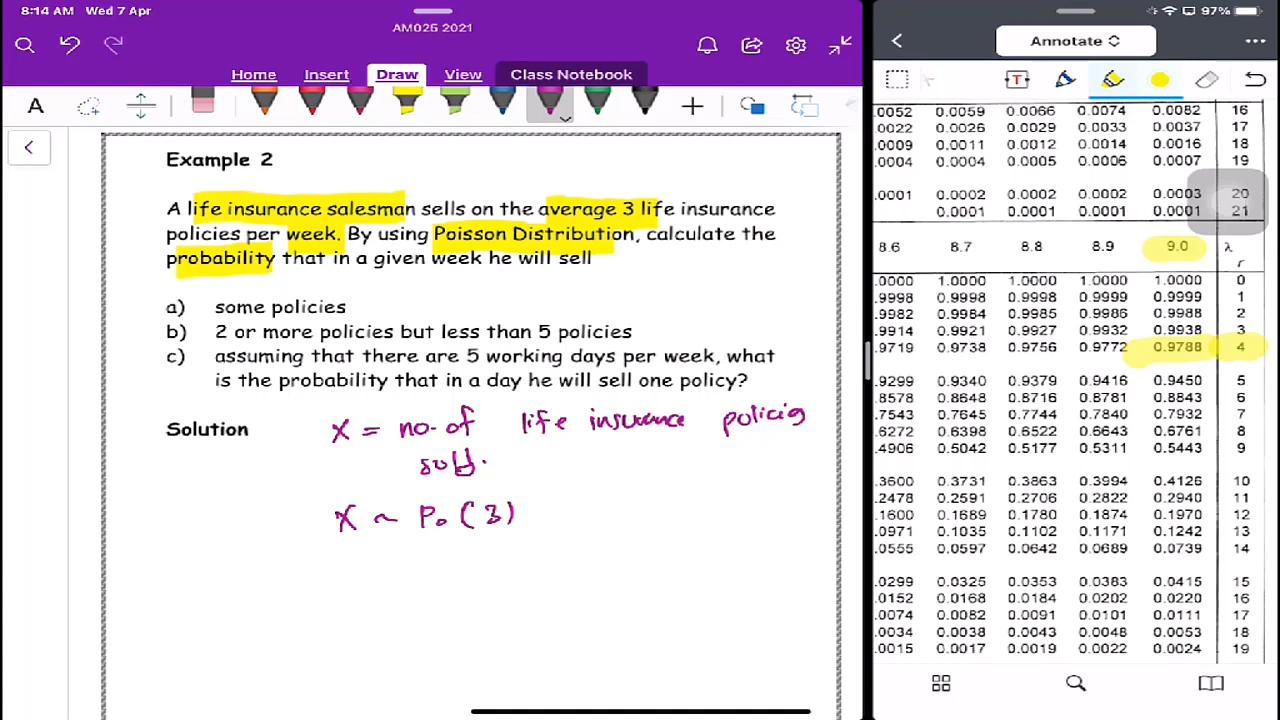 8:14 AM Wed 7 Apr
97%
AM025 2021
Home Insert Draw View Class Notebook
Example 2
A life insurance salesman sells on the average 3 life insurance
policies per week. By using Poisson Distribution, calculate the
probability that in a given week he will sell
a) some policies
b) 2 or more policies but less than 5 policies
c) assuming that there are 5 working days per week, what
is the probability that in a day he will sell one policy?
Solution
X = no. of life insurance policies
sold.
X ~ Po (3)
Annotate
.0052 0.0059 0.0066 0.0074 0.0082 16
.0022 0.0026 0.0029 0.0033 0.0037 17
.0009 0.0011 0.0012 0.0014 0.0016 18
.0004 0.0004 0.0005 0.0006 0.0007 19
.0001 0.0002 0.0002 0.0002 0.0003 20
0.0001 0.0001 0.0001 0.0001 21
8.6 8.7 8.8 8.9 9.0 λ
r
.0000 1.0000 1.0000 1.0000 1.0000 0
.9998 0.9998 0.9998 0.9999 0.9999 1
.9982 0.9984 0.9985 0.9986 0.9988 2
.9914 0.9921 0.9927 0.9932 0.9938 3
.9719 0.9738 0.9756 0.9772 0.9788 4
.9299 0.9340 0.9379 0.9416 0.9450 5
.8578 0.8648 0.8716 0.8781 0.8843 6
.7543 0.7645 0.7744 0.7840 0.7932 7
.6272 0.6398 0.6522 0.6643 0.6761 8
.4906 0.5042 0.5177 0.5311 0.5443 9
.3600 0.3731 0.3863 0.3994 0.4126 10
.2478 0.2591 0.2706 0.2822 0.2940 11
.1600 0.1689 0.1780 0.1874 0.1970 12
.0971 0.1035 0.1102 0.1171 0.1242 13
.0555 0.0597 0.0642 0.0689 0.0739 14
.0299 0.0325 0.0353 0.0383 0.0415 15
.0152 0.0168 0.0184 0.0202 0.0220 16
.0074 0.0082 0.0091 0.0101 0.0111 17
.0034 0.0038 0.0043 0.0048 0.0053 18
.0015 0.0017 0.0019 0.0022 0.0024 19